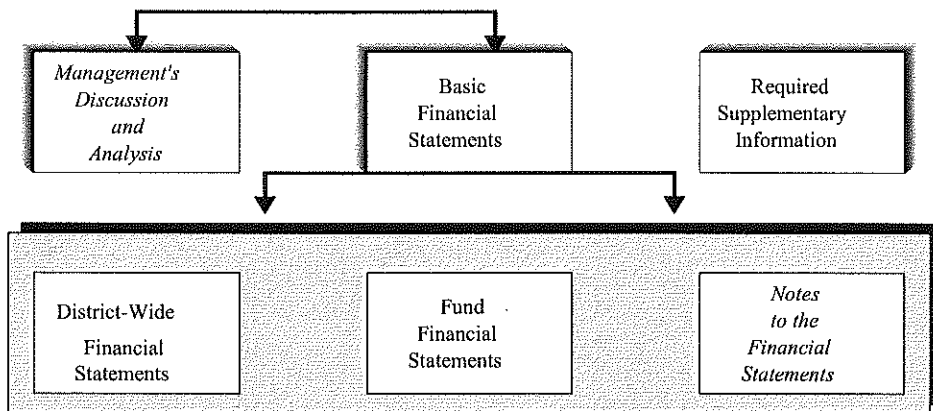 Management's
Discussion
and
Analysis
Basic
Financial
Statements
Required
Supplementary
Information
District-Wide
Financial
Statements
Fund
Financial
Statements
Notes
to the
Financial
Statements